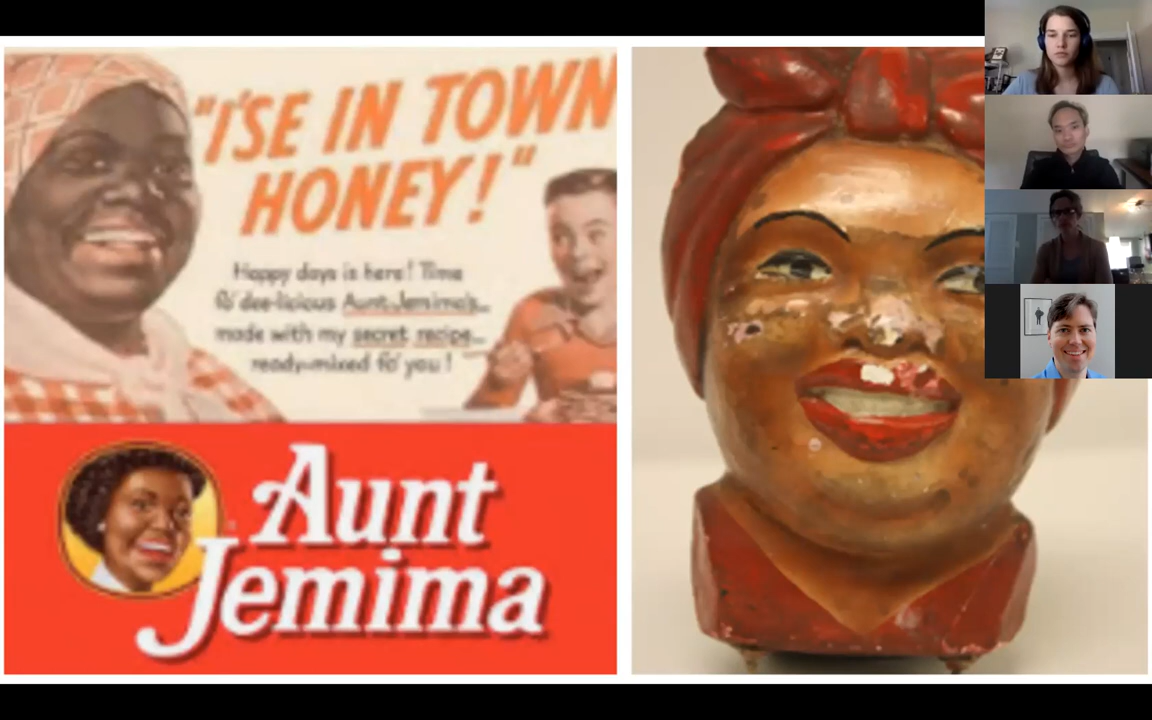 "I'SE IN TOWN
HONEY!"
Happy days is here! Time
fo' dee-licious Aunt Jemima's...
made with my secret recipe...
ready-mixed fo' you!
Aunt
Jemima